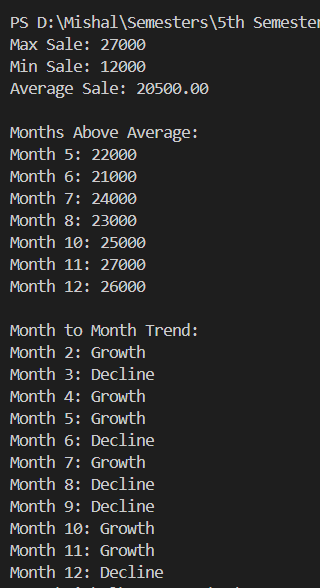 PS D:\Mishal\Semesters\5th Semester
Max Sale: 27000
Min Sale: 12000
Average Sale: 20500.00
Months Above Average:
Month 5: 22000
Month 6: 21000
Month 7: 24000
Month 8: 23000
Month 10: 25000
Month 11: 27000
Month 12: 26000
Month to Month Trend:
Month 2: Growth
Month 3: Decline
Month 4: Growth
Month 5: Growth
Month 6: Decline
Month 7: Growth
Month 8: Decline
Month 9: Decline
Month 10: Growth
Month 11: Growth
Month 12: Decline